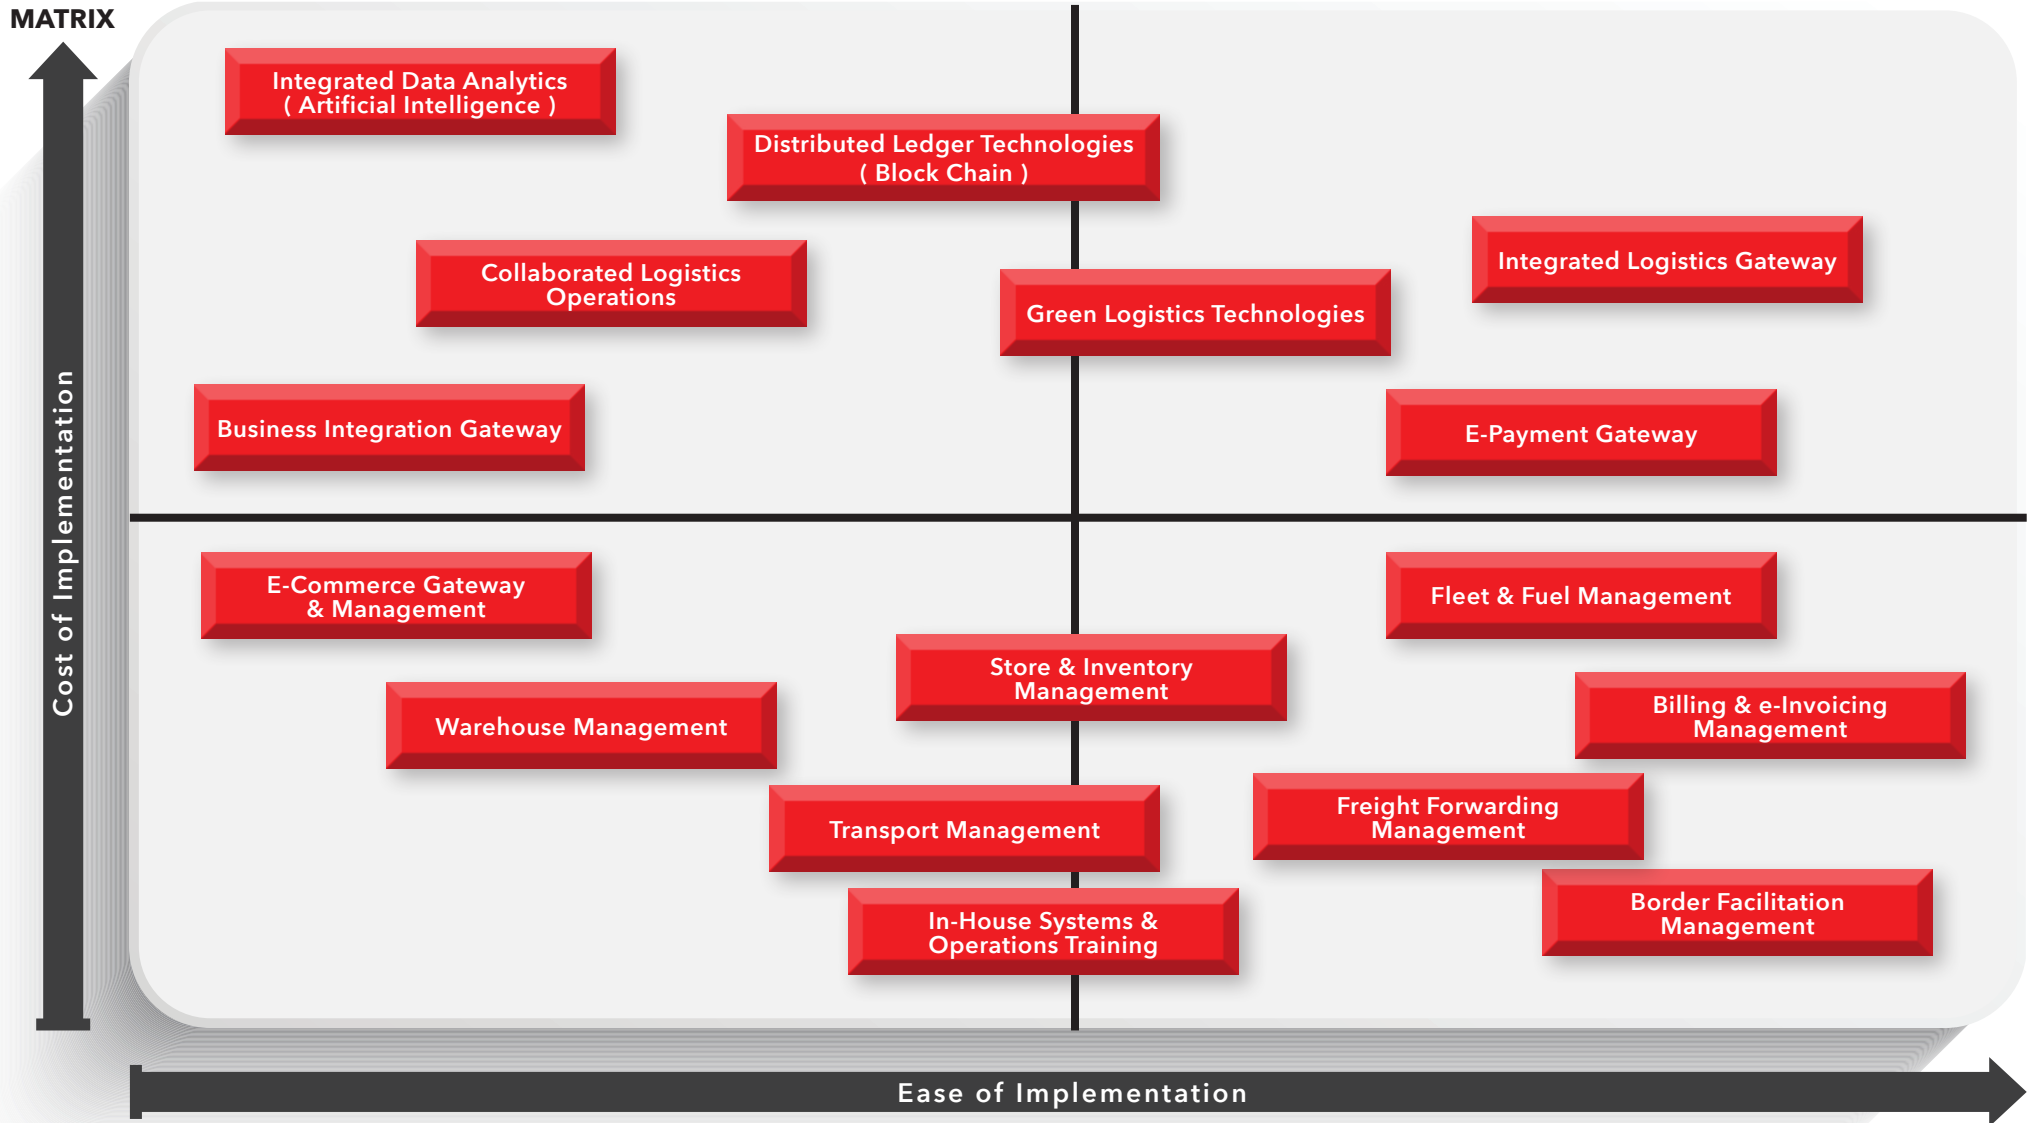 MATRIX
Integrated Data Analytics
( Artificial Intelligence )
Distributed Ledger Technologies
( Block Chain )
Integrated Logistics Gateway
Collaborated Logistics
Operations
Green Logistics Technologies
Business Integration Gateway
E-Payment Gateway
Cost of Implementation
E-Commerce Gateway
& Management
Fleet & Fuel Management
Store & Inventory
Management
Billing & e-Invoicing
Management
Warehouse Management
Freight Forwarding
Management
Transport Management
Border Facilitation
Management
In-House Systems &
Operations Training
Ease of Implementation